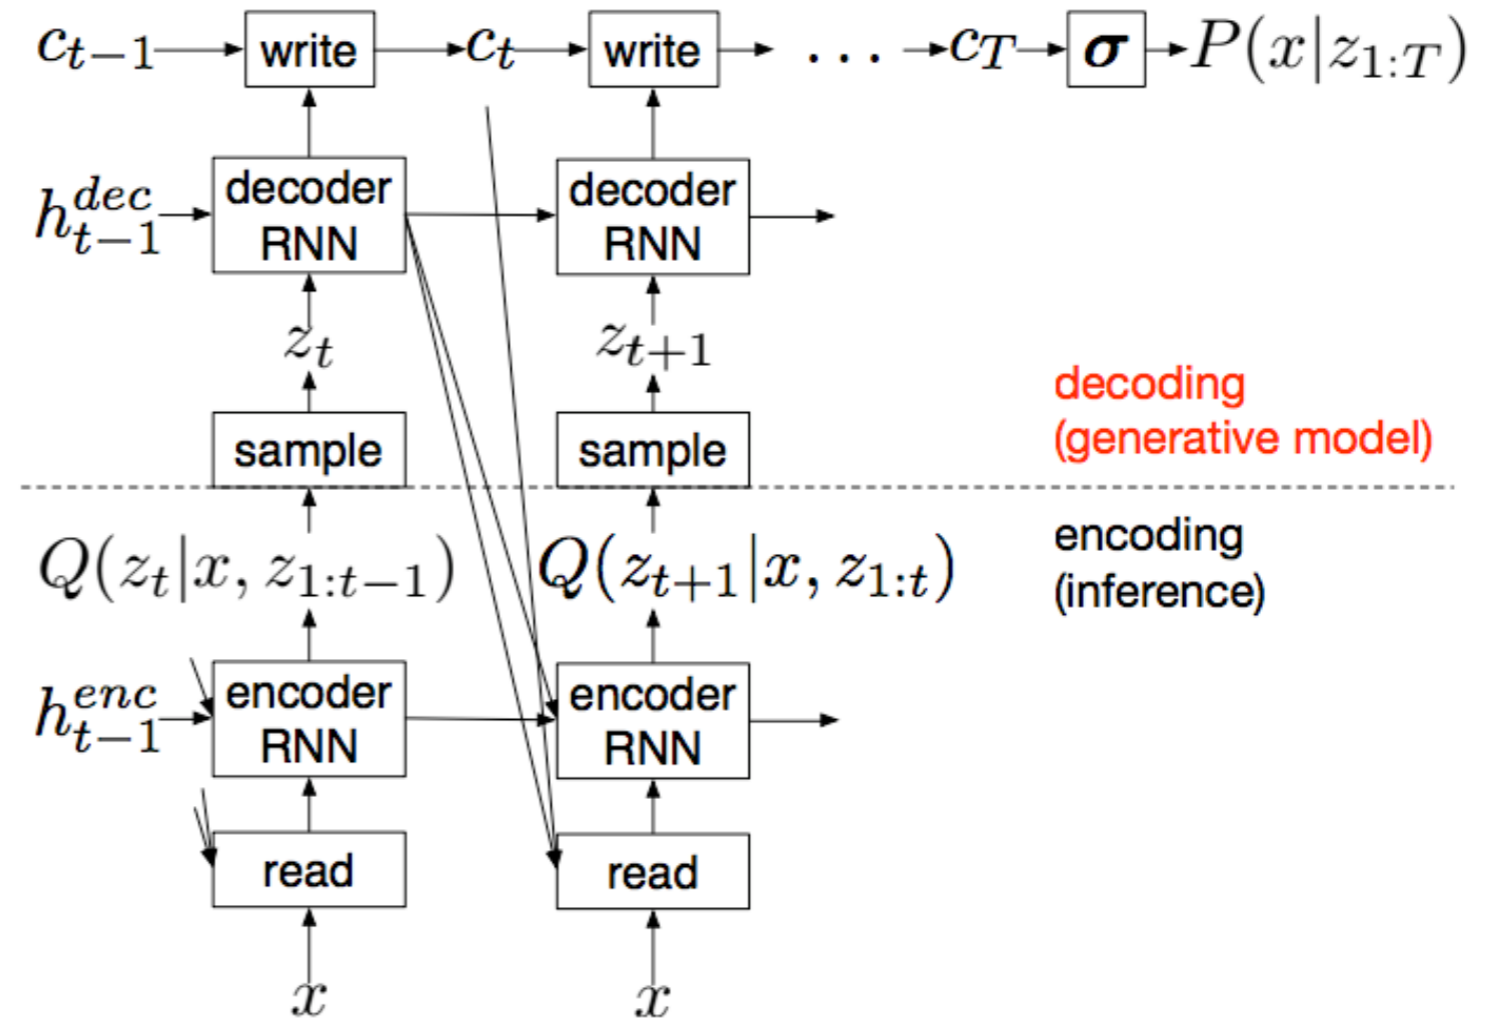 c_{t-1} write c_t write ... c_T σ P(x|z_{1:T})
h_{t-1}^{dec} decoder RNN decoder RNN
z_t z_{t+1}
decoding
(generative model)
sample sample
Q(z_t|x, z_{1:t-1}) Q(z_{t+1}|x, z_{1:t})
encoding
(inference)
h_{t-1}^{enc} encoder RNN encoder RNN
read read
x x